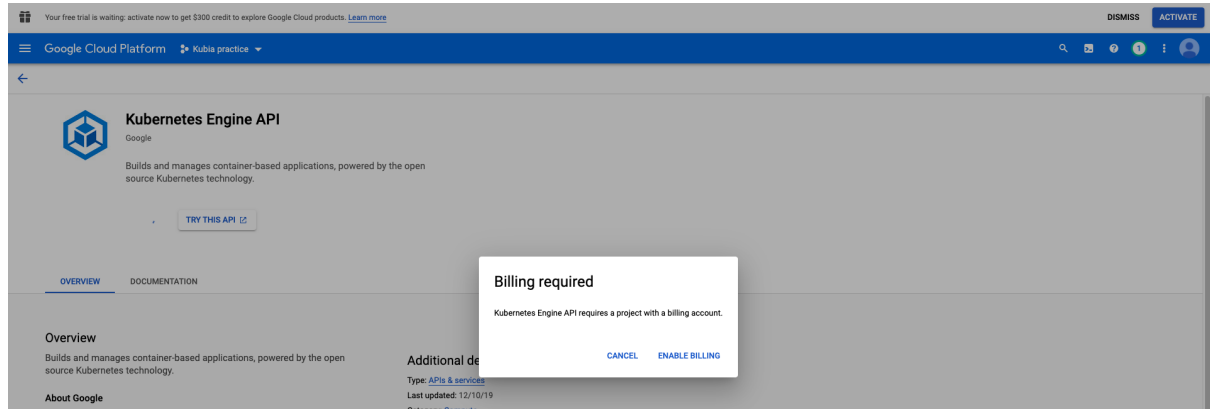 Your free trial is waiting: activate now to get $300 credit to explore Google Cloud products. Learn more
DISMISS
ACTIVATE
Google Cloud Platform
Kubia practice
1
Kubernetes Engine API
Google
Builds and manages container-based applications, powered by the open
source Kubernetes technology.
TRY THIS API
OVERVIEW
DOCUMENTATION
Billing required
Kubernetes Engine API requires a project with a billing account.
CANCEL
ENABLE BILLING
Overview
Builds and manages container-based applications, powered by the open
source Kubernetes technology.
About Google
Additional de
Type: APIs & services
Last updated: 12/10/19